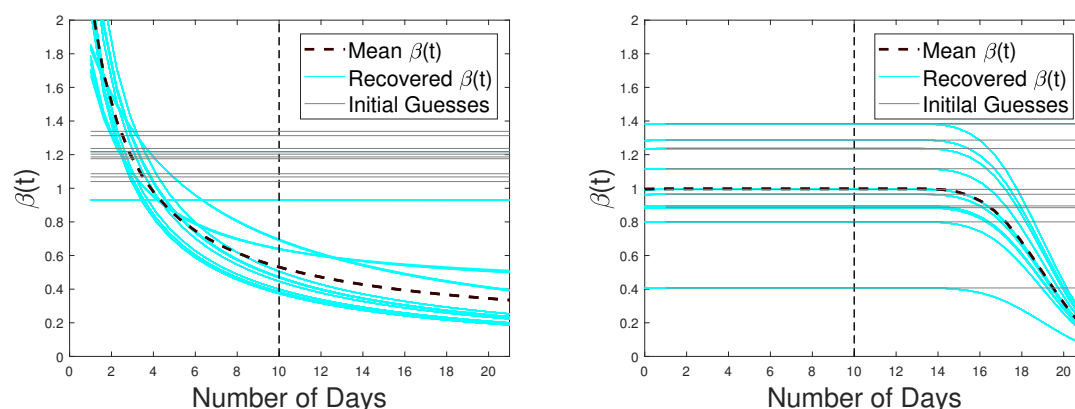 2
1.8
1.6
1.4
1.2
1
0.8
0.6
0.4
0.2
0
β(t)
Mean β(t)
Recovered β(t)
Initial Guesses
0 2 4 6 8 10 12 14 16 18 20
Number of Days
2
1.8
1.6
1.4
1.2
1
0.8
0.6
0.4
0.2
0
β(t)
Mean β(t)
Recovered β(t)
Initilal Guesses
0 2 4 6 8 10 12 14 16 18 20
Number of Days